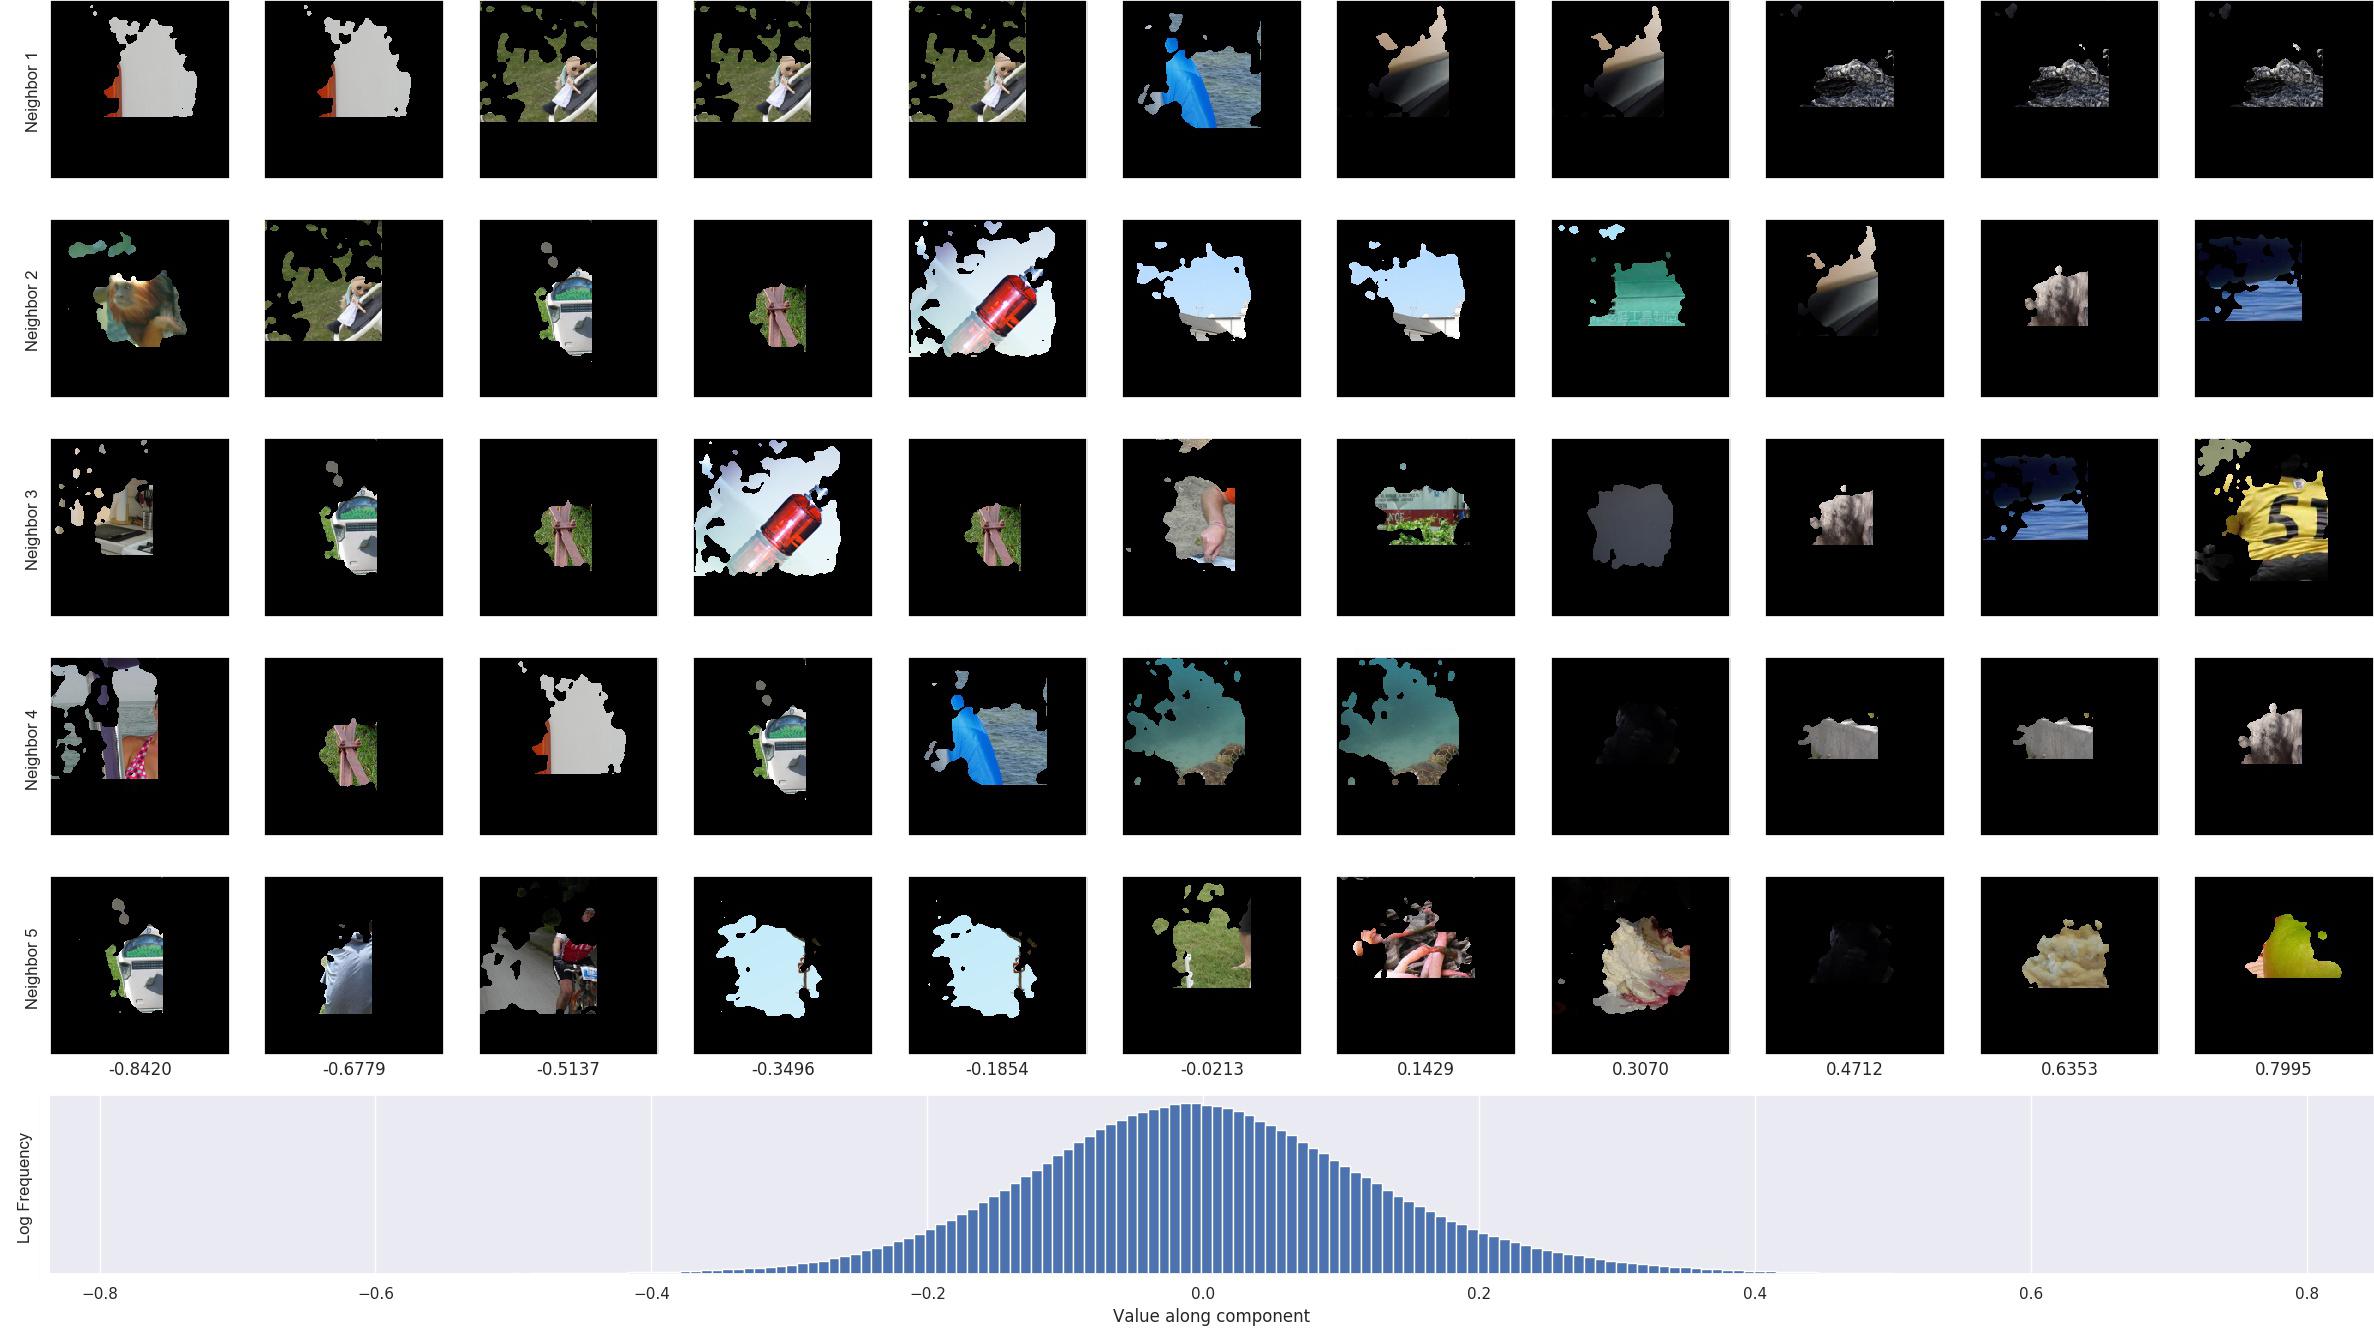 Neighbor 1
Neighbor 2
Neighbor 3
51
Neighbor 4
Neighbor 5
-0.8420 -0.6779 -0.5137 -0.3496 -0.1854 -0.0213 0.1429 0.3070 0.4712 0.6353 0.7995
Log Frequency
−0.8 −0.6 −0.4 −0.2 0.0 0.2 0.4 0.6 0.8
Value along component